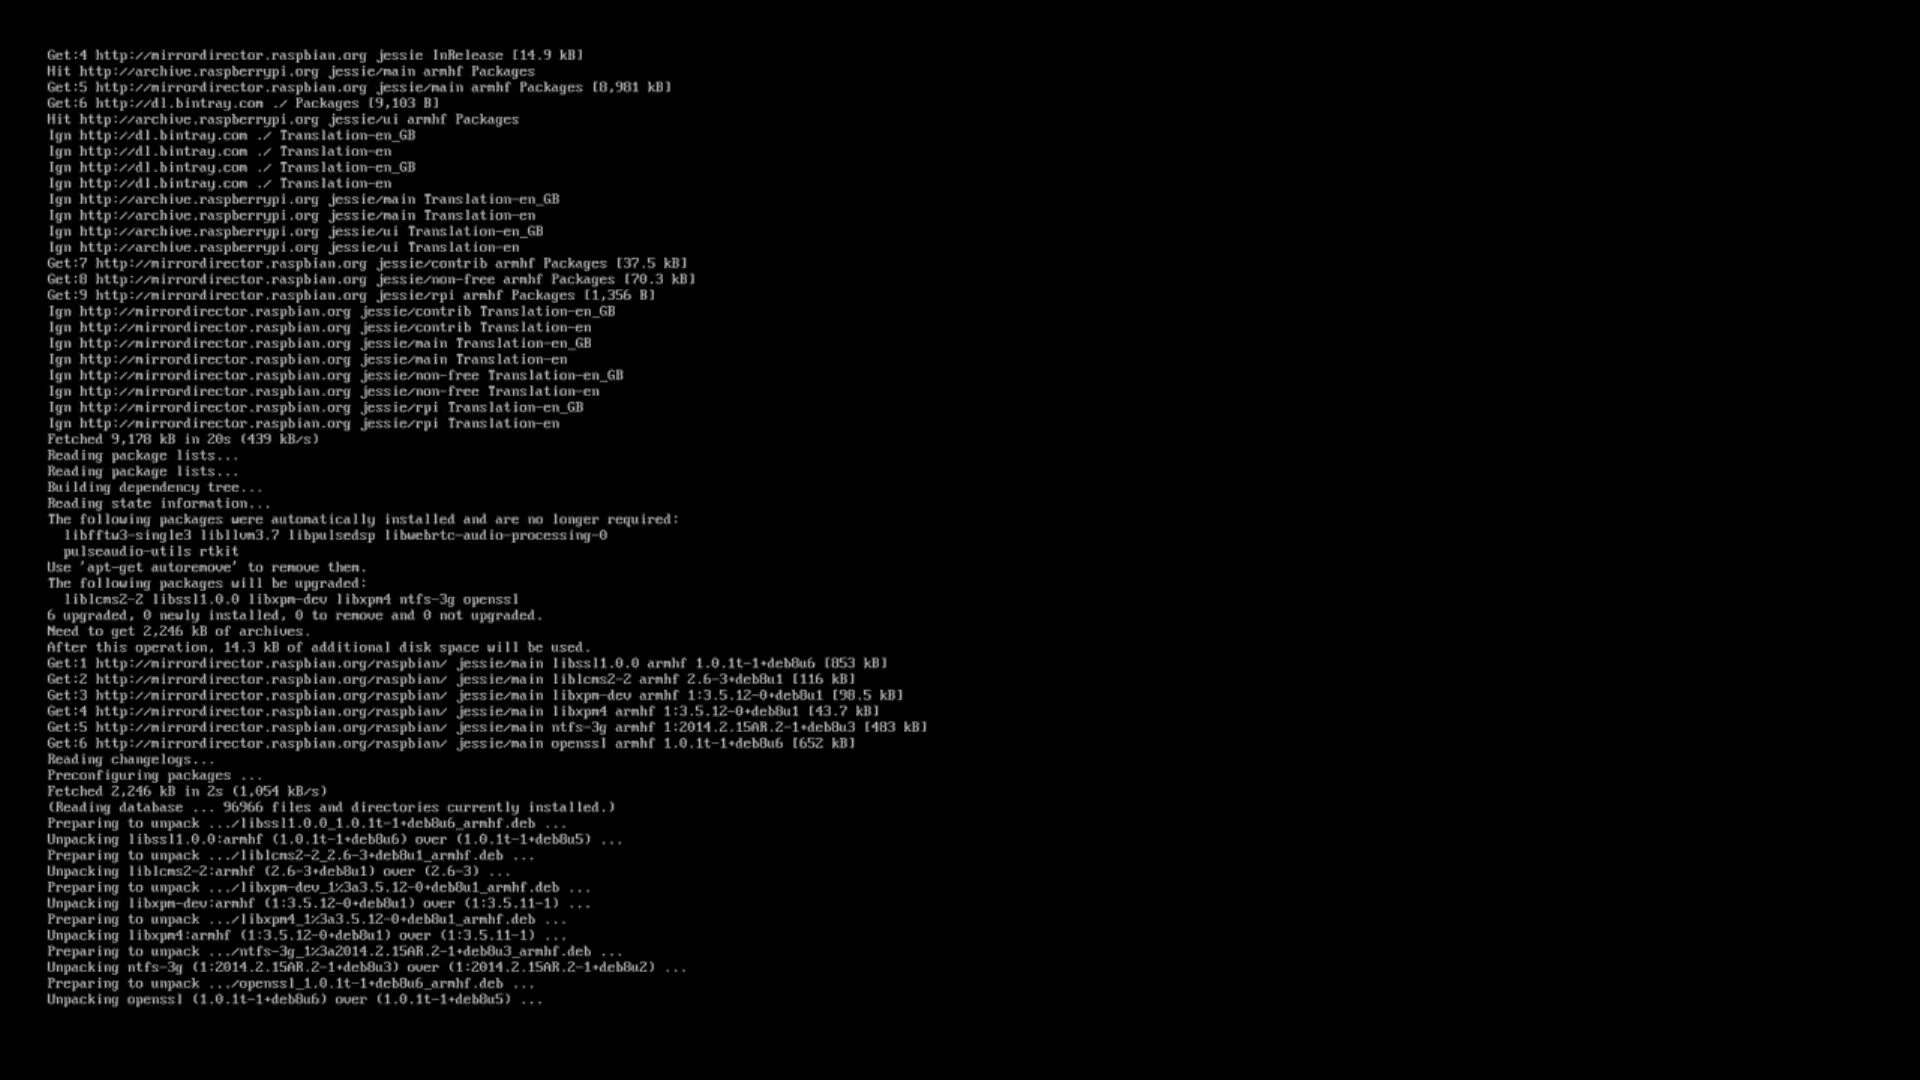 Get:4 http://mirrordirector.raspbian.org jessie InRelease [14.9 kB]
Hit http://archive.raspberrypi.org jessie/main armhf Packages
Get:5 http://mirrordirector.raspbian.org jessie/main armhf Packages [8,981 kB]
Get:6 http://dl.bintray.com ./ Packages [9,103 B]
Hit http://archive.raspberrypi.org jessie/ui armhf Packages
Ign http://dl.bintray.com ./ Translation-en_GB
Ign http://dl.bintray.com ./ Translation-en
Ign http://dl.bintray.com ./ Translation-en_GB
Ign http://dl.bintray.com ./ Translation-en
Ign http://archive.raspberrypi.org jessie/main Translation-en_GB
Ign http://archive.raspberrypi.org jessie/main Translation-en
Ign http://archive.raspberrypi.org jessie/ui Translation-en_GB
Ign http://archive.raspberrypi.org jessie/ui Translation-en
Get:7 http://mirrordirector.raspbian.org jessie/contrib armhf Packages [37.5 kB]
Get:8 http://mirrordirector.raspbian.org jessie/non-free armhf Packages [70.3 kB]
Get:9 http://mirrordirector.raspbian.org jessie/rpi armhf Packages [1,356 B]
Ign http://mirrordirector.raspbian.org jessie/contrib Translation-en_GB
Ign http://mirrordirector.raspbian.org jessie/contrib Translation-en
Ign http://mirrordirector.raspbian.org jessie/main Translation-en_GB
Ign http://mirrordirector.raspbian.org jessie/main Translation-en
Ign http://mirrordirector.raspbian.org jessie/non-free Translation-en_GB
Ign http://mirrordirector.raspbian.org jessie/non-free Translation-en
Ign http://mirrordirector.raspbian.org jessie/rpi Translation-en_GB
Ign http://mirrordirector.raspbian.org jessie/rpi Translation-en
Fetched 9,178 kB in 20s (439 kB/s)
Reading package lists...
Reading package lists...
Building dependency tree...
Reading state information...
The following packages were automatically installed and are no longer required:
libfftw3-single3 libllvm3.7 libpulsedsp libwebrtc-audio-processing-0
pulseaudio-utils rtkit
Use 'apt-get autoremove' to remove them.
The following packages will be upgraded:
liblcms2-2 libssl1.0.0 libxpm-dev libxpm4 ntfs-3g openssl
6 upgraded, 0 newly installed, 0 to remove and 0 not upgraded.
Need to get 2,246 kB of archives.
After this operation, 14.3 kB of additional disk space will be used.
Get:1 http://mirrordirector.raspbian.org/raspbian/ jessie/main libssl1.0.0 armhf 1.0.1t-1+deb8u6 [853 kB]
Get:2 http://mirrordirector.raspbian.org/raspbian/ jessie/main liblcms2-2 armhf 2.6-3+deb8u1 [116 kB]
Get:3 http://mirrordirector.raspbian.org/raspbian/ jessie/main libxpm-dev armhf 1:3.5.12-0+deb8u1 [98.5 kB]
Get:4 http://mirrordirector.raspbian.org/raspbian/ jessie/main libxpm4 armhf 1:3.5.12-0+deb8u1 [43.7 kB]
Get:5 http://mirrordirector.raspbian.org/raspbian/ jessie/main ntfs-3g armhf 1:2014.2.15AR.2-1+deb8u3 [483 kB]
Get:6 http://mirrordirector.raspbian.org/raspbian/ jessie/main openssl armhf 1.0.1t-1+deb8u6 [652 kB]
Reading changelogs...
Preconfiguring packages ...
Fetched 2,246 kB in 2s (1,054 kB/s)
(Reading database ... 96966 files and directories currently installed.)
Preparing to unpack .../libssl1.0.0_1.0.1t-1+deb8u6_armhf.deb ...
Unpacking libssl1.0.0:armhf (1.0.1t-1+deb8u6) over (1.0.1t-1+deb8u5) ...
Preparing to unpack .../liblcms2-2_2.6-3+deb8u1_armhf.deb ...
Unpacking liblcms2-2:armhf (2.6-3+deb8u1) over (2.6-3) ...
Preparing to unpack .../libxpm-dev_1%3a3.5.12-0+deb8u1_armhf.deb ...
Unpacking libxpm-dev:armhf (1:3.5.12-0+deb8u1) over (1:3.5.11-1) ...
Preparing to unpack .../libxpm4_1%3a3.5.12-0+deb8u1_armhf.deb ...
Unpacking libxpm4:armhf (1:3.5.12-0+deb8u1) over (1:3.5.11-1) ...
Preparing to unpack .../ntfs-3g_1%3a2014.2.15AR.2-1+deb8u3_armhf.deb ...
Unpacking ntfs-3g (1:2014.2.15AR.2-1+deb8u3) over (1:2014.2.15AR.2-1+deb8u2) ...
Preparing to unpack .../openssl_1.0.1t-1+deb8u6_armhf.deb ...
Unpacking openssl (1.0.1t-1+deb8u6) over (1.0.1t-1+deb8u5) ...